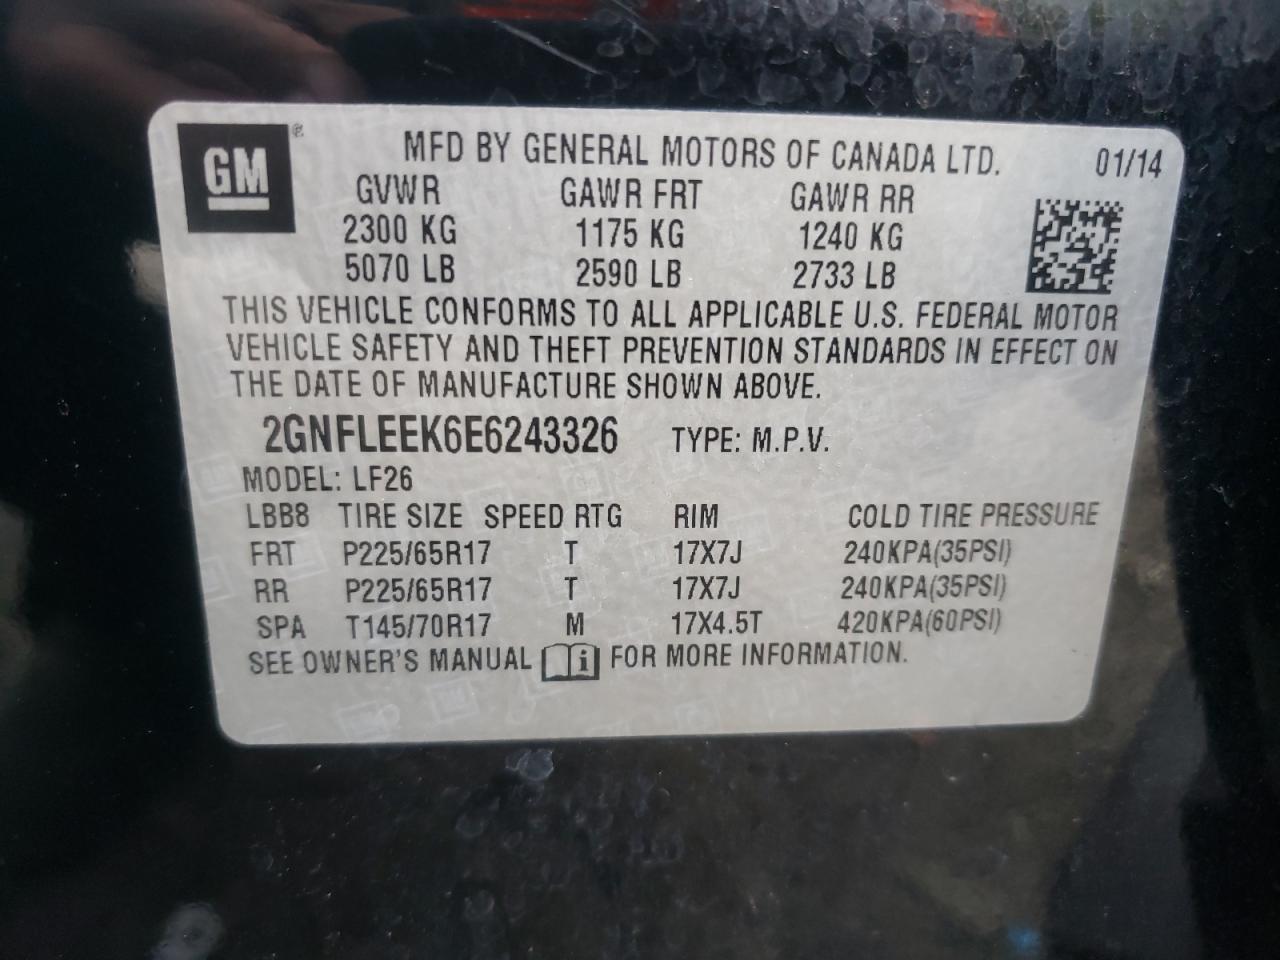 GM®
MFD BY GENERAL MOTORS OF CANADA LTD. 01/14
GVWR GAWR FRT GAWR RR
2300 KG 1175 KG 1240 KG
5070 LB 2590 LB 2733 LB
THIS VEHICLE CONFORMS TO ALL APPLICABLE U.S. FEDERAL MOTOR
VEHICLE SAFETY AND THEFT PREVENTION STANDARDS IN EFFECT ON
THE DATE OF MANUFACTURE SHOWN ABOVE.
2GNFLEEK6E6243326 TYPE: M.P.V.
MODEL: LF26
LBB8 TIRE SIZE SPEED RTG RIM COLD TIRE PRESSURE
FRT P225/65R17 T 17X7J 240KPA(35PSI)
RR P225/65R17 T 17X7J 240KPA(35PSI)
SPA T145/70R17 M 17X4.5T 420KPA(60PSI)
SEE OWNER'S MANUAL i FOR MORE INFORMATION.